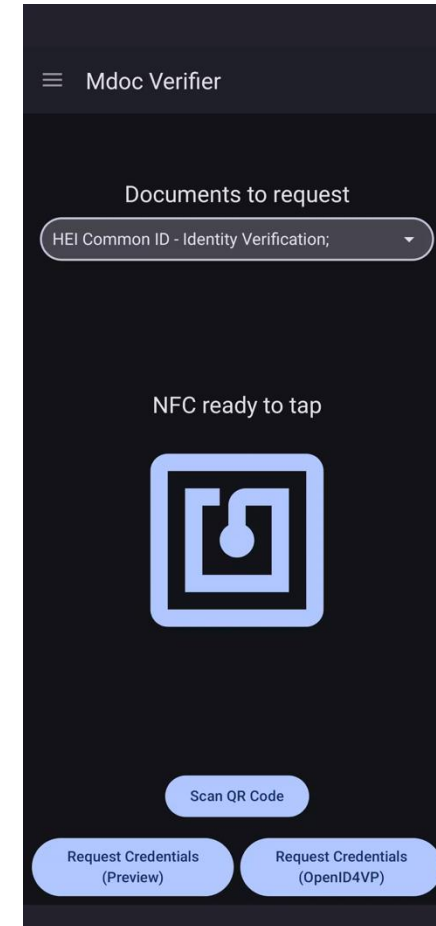 Mdoc Verifier
Documents to request
HEI Common ID - Identity Verification;
NFC ready to tap
Scan QR Code
Request Credentials
(Preview)
Request Credentials
(OpenID4VP)